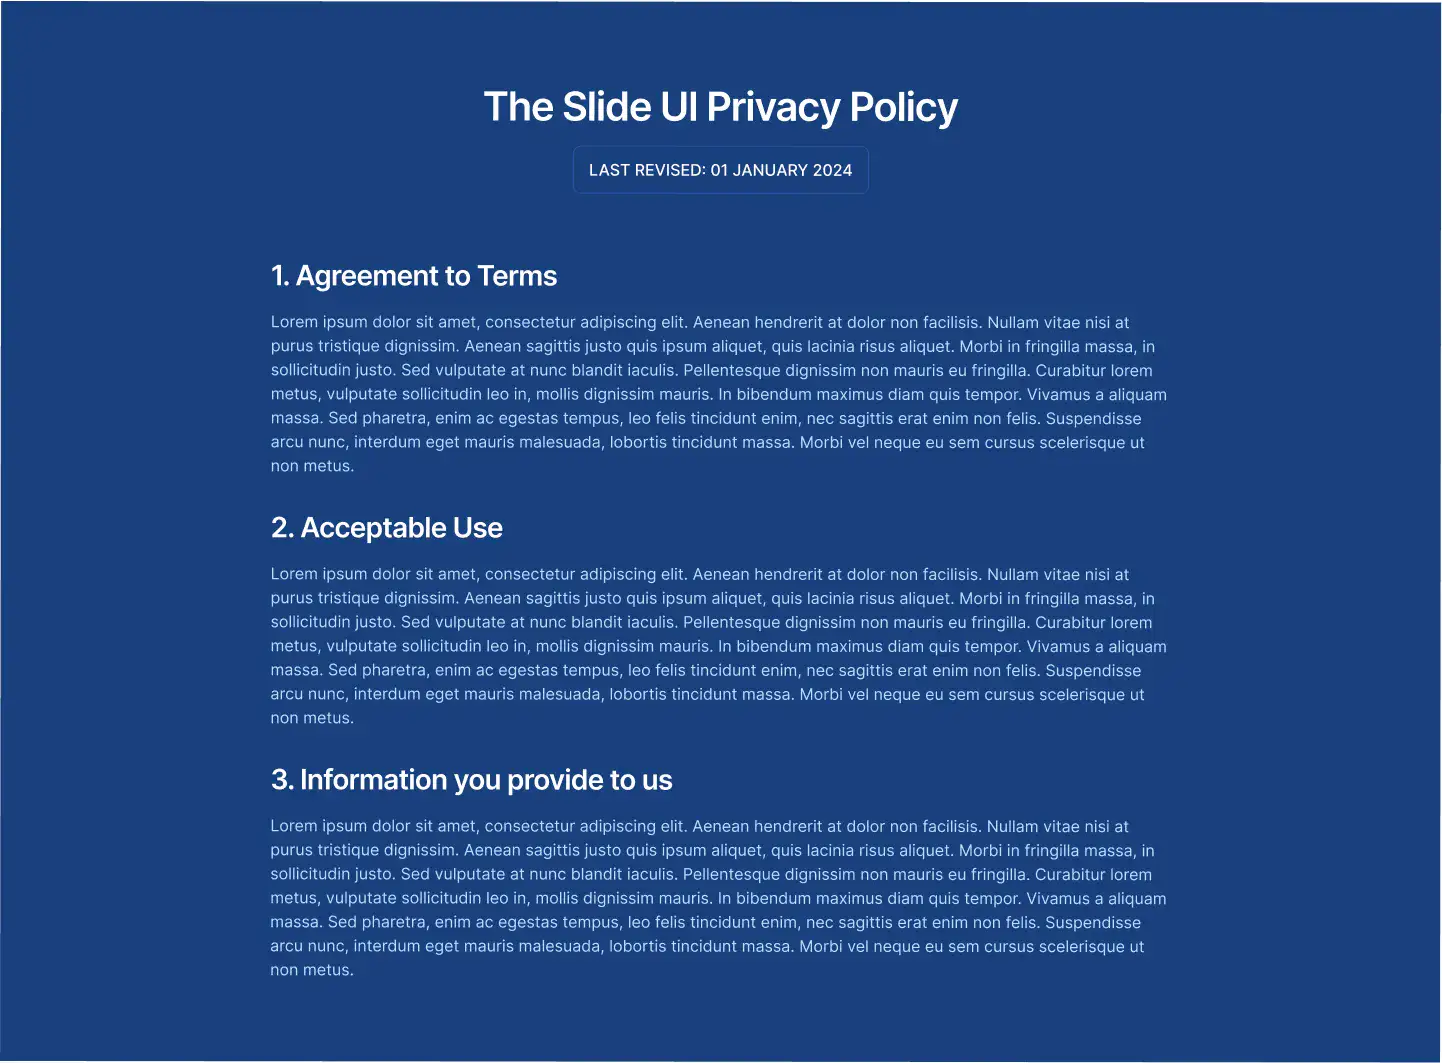 The Slide UI Privacy Policy
LAST REVISED: 01 JANUARY 2024
1. Agreement to Terms
Lorem ipsum dolor sit amet, consectetur adipiscing elit. Aenean hendrerit at dolor non facilisis. Nullam vitae nisi at
purus tristique dignissim. Aenean sagittis justo quis ipsum aliquet, quis lacinia risus aliquet. Morbi in fringilla massa, in
sollicitudin justo. Sed vulputate at nunc blandit iaculis. Pellentesque dignissim non mauris eu fringilla. Curabitur lorem
metus, vulputate sollicitudin leo in, mollis dignissim mauris. In bibendum maximus diam quis tempor. Vivamus a aliquam
massa. Sed pharetra, enim ac egestas tempus, leo felis tincidunt enim, nec sagittis erat enim non felis. Suspendisse
arcu nunc, interdum eget mauris malesuada, lobortis tincidunt massa. Morbi vel neque eu sem cursus scelerisque ut
non metus.
2. Acceptable Use
Lorem ipsum dolor sit amet, consectetur adipiscing elit. Aenean hendrerit at dolor non facilisis. Nullam vitae nisi at
purus tristique dignissim. Aenean sagittis justo quis ipsum aliquet, quis lacinia risus aliquet. Morbi in fringilla massa, in
sollicitudin justo. Sed vulputate at nunc blandit iaculis. Pellentesque dignissim non mauris eu fringilla. Curabitur lorem
metus, vulputate sollicitudin leo in, mollis dignissim mauris. In bibendum maximus diam quis tempor. Vivamus a aliquam
massa. Sed pharetra, enim ac egestas tempus, leo felis tincidunt enim, nec sagittis erat enim non felis. Suspendisse
arcu nunc, interdum eget mauris malesuada, lobortis tincidunt massa. Morbi vel neque eu sem cursus scelerisque ut
non metus.
3. Information you provide to us
Lorem ipsum dolor sit amet, consectetur adipiscing elit. Aenean hendrerit at dolor non facilisis. Nullam vitae nisi at
purus tristique dignissim. Aenean sagittis justo quis ipsum aliquet, quis lacinia risus aliquet. Morbi in fringilla massa, in
sollicitudin justo. Sed vulputate at nunc blandit iaculis. Pellentesque dignissim non mauris eu fringilla. Curabitur lorem
metus, vulputate sollicitudin leo in, mollis dignissim mauris. In bibendum maximus diam quis tempor. Vivamus a aliquam
massa. Sed pharetra, enim ac egestas tempus, leo felis tincidunt enim, nec sagittis erat enim non felis. Suspendisse
arcu nunc, interdum eget mauris malesuada, lobortis tincidunt massa. Morbi vel neque eu sem cursus scelerisque ut
non metus.